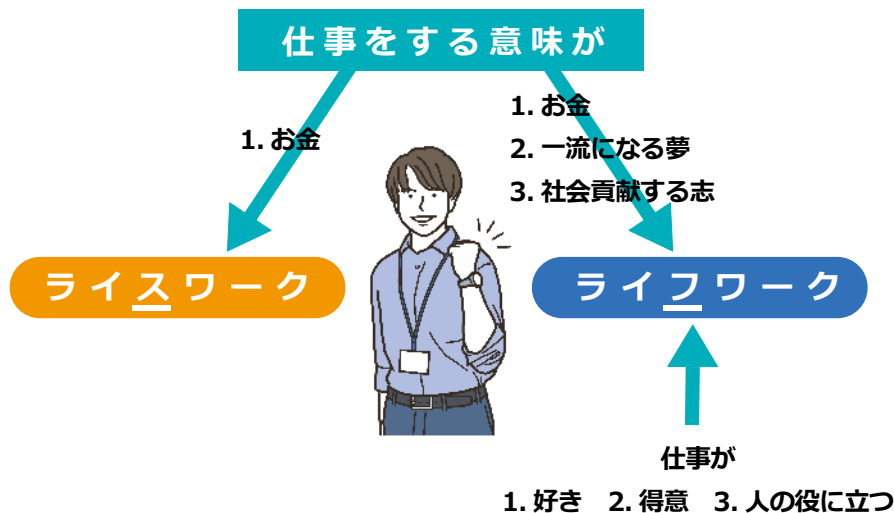 仕事をする意味が
1. お金
1. お金
2. 一流になる夢
3. 社会貢献する志
ライスワーク
ライフワーク
仕事が
1. 好き 2. 得意 3. 人の役に立つ